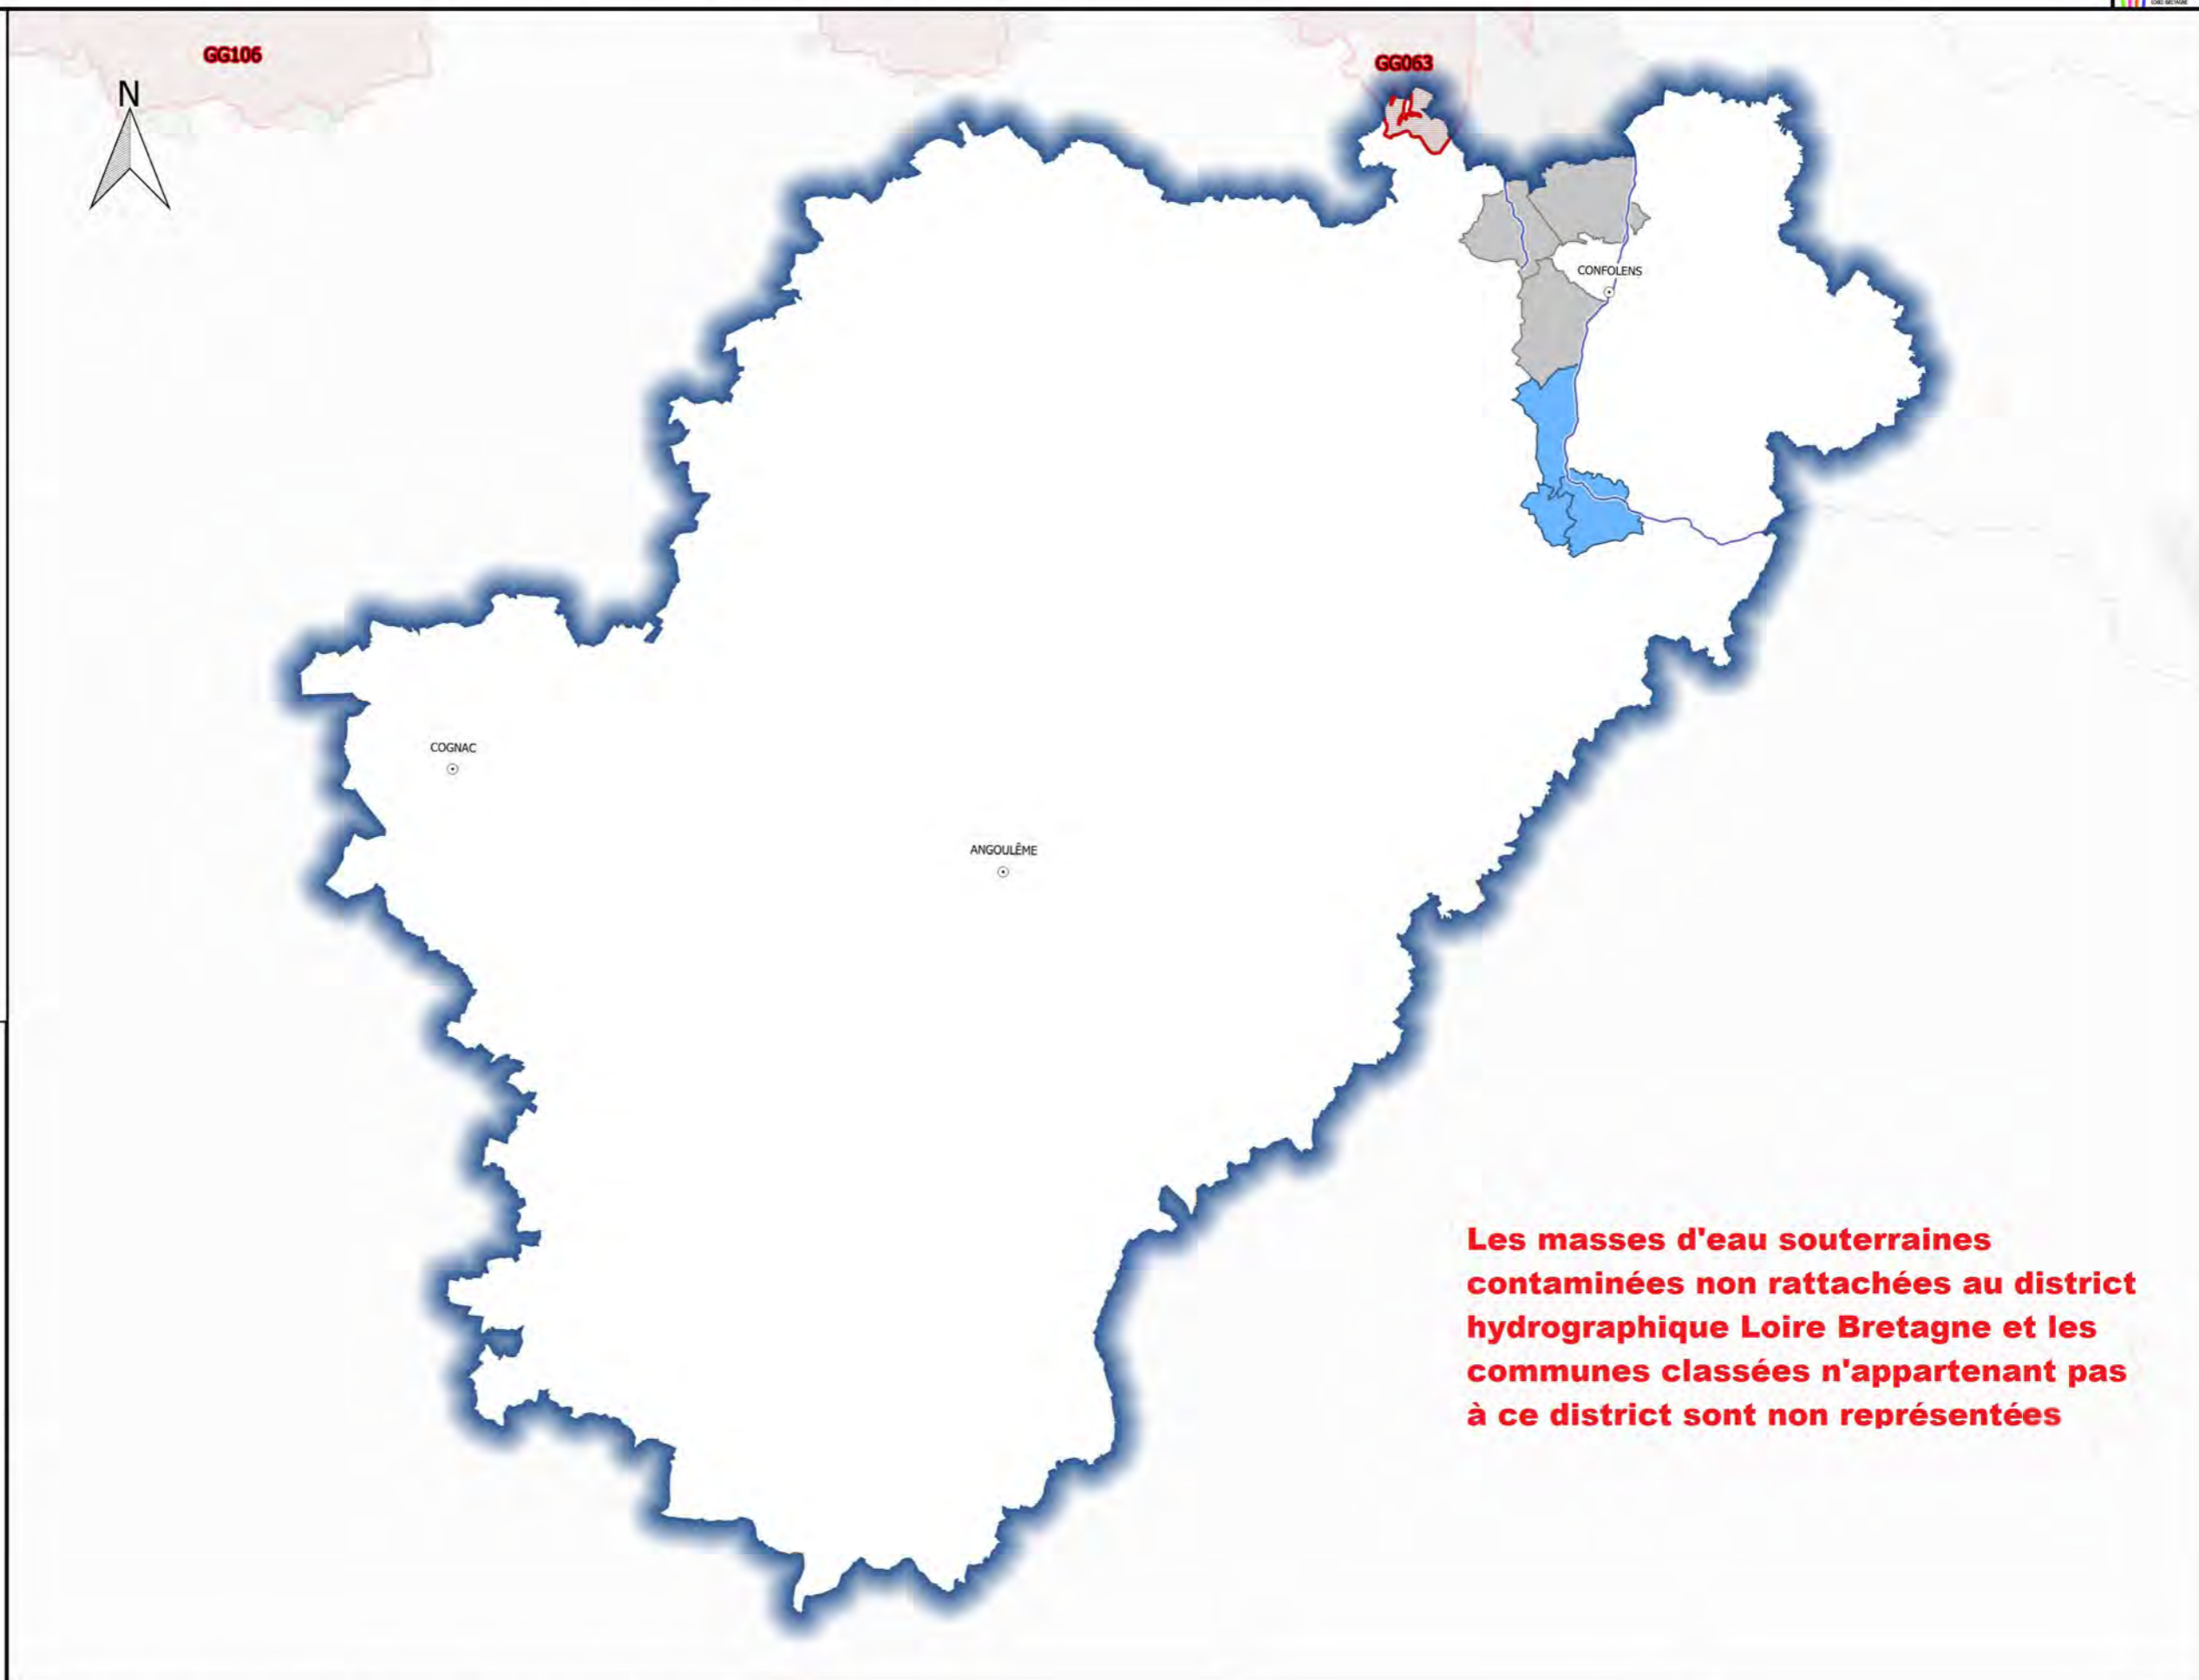 GG106
GG063
N
CONFOLENS
COGNAC
ANGOULÊME
Les masses d'eau souterraines
contaminées non rattachées au district
hydrographique Loire Bretagne et les
communes classées n'appartenant pas
à ce district sont non représentées